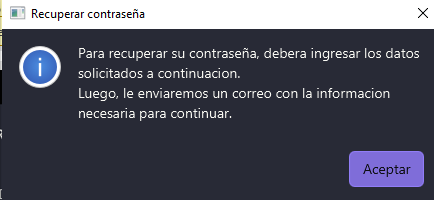 Recuperar contraseña
Para recuperar su contraseña, debera ingresar los datos
solicitados a continuacion.
Luego, le enviaremos un correo con la informacion
necesaria para continuar.
Aceptar